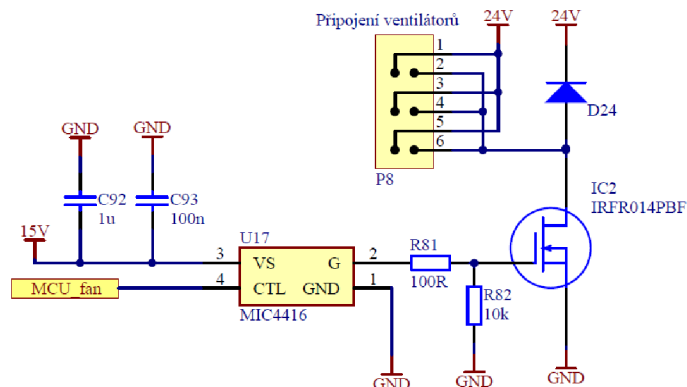 Připojení ventilátorů
24V
24V
1
2
3
4
5
6
P8
D24
GND
GND
C92
1u
C93
100n
IC2
IRFR014PBF
15V
U17
3
VS
G
2
R81
100R
MCU_fan
4
CTL
GND
1
MIC4416
R82
10k
GND
GND
GND